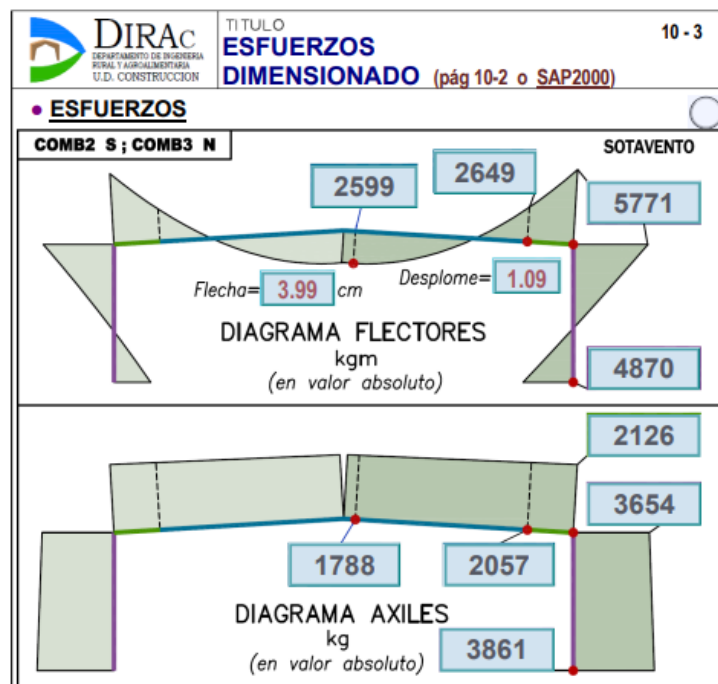 DIRAC
DEPARTAMENTO DE INGENIERIA
RURAL Y AGROALIMENTARIA
U.D. CONSTRUCCION
TITULO
ESFUERZOS
DIMENSIONADO (pág 10-2 o SAP2000)
10 - 3
• ESFUERZOS
COMB2 S ; COMB3 N
SOTAVENTO
2599
2649
5771
Flecha= 3.99 cm
Desplome= 1.09
DIAGRAMA FLECTORES
kgm
(en valor absoluto)
4870
2126
3654
1788
2057
DIAGRAMA AXILES
kg
(en valor absoluto)
3861